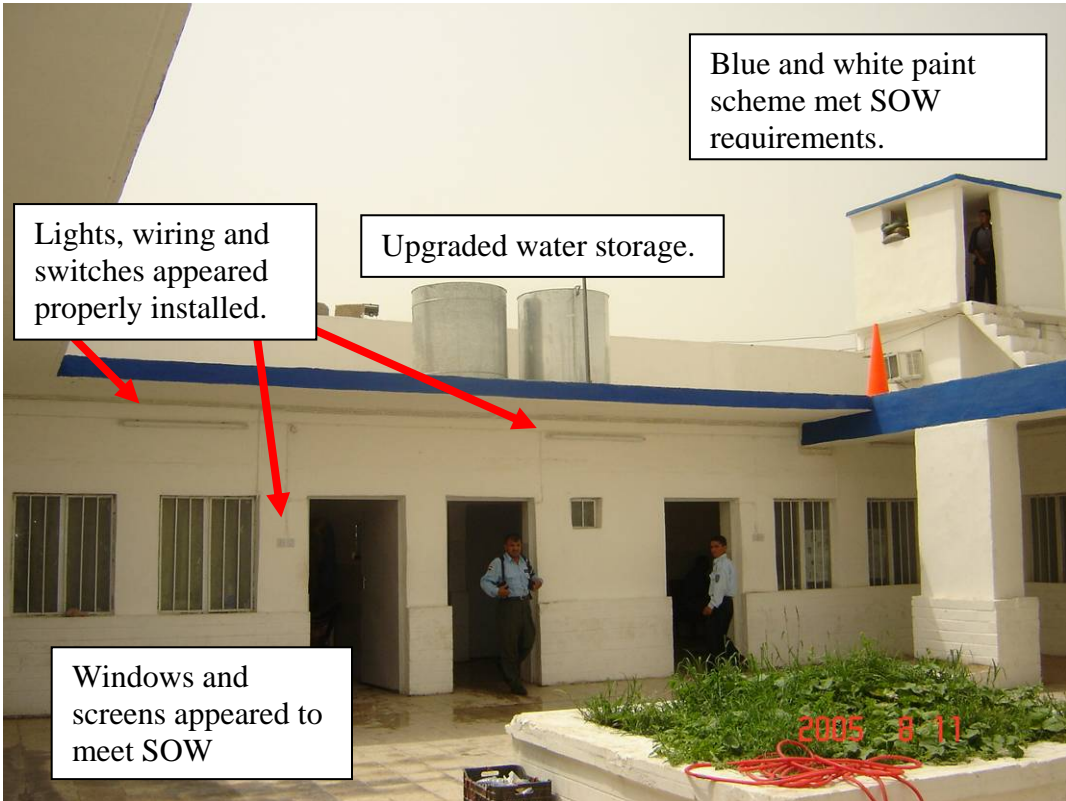 Blue and white paint
scheme met SOW
requirements.
Lights, wiring and
switches appeared
properly installed.
Upgraded water storage.
Windows and
screens appeared to
meet SOW
2005 8 11